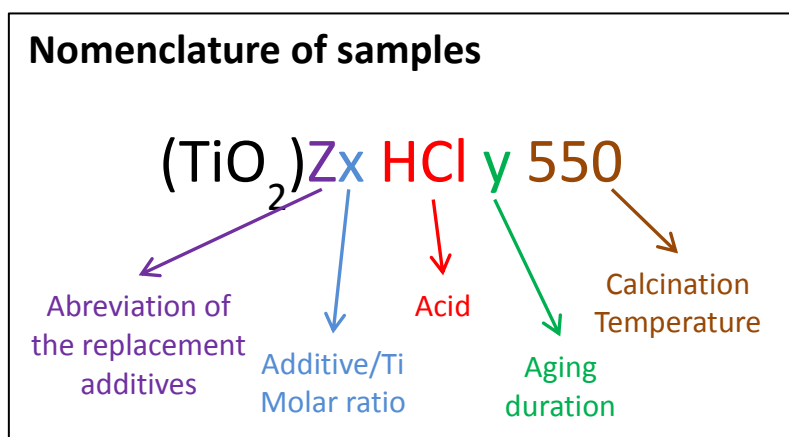 Nomenclature of samples
(TiO2)Zx HCl y 550
Abreviation of
the replacement
additives
Additive/Ti
Molar ratio
Acid
Aging
duration
Calcination
Temperature